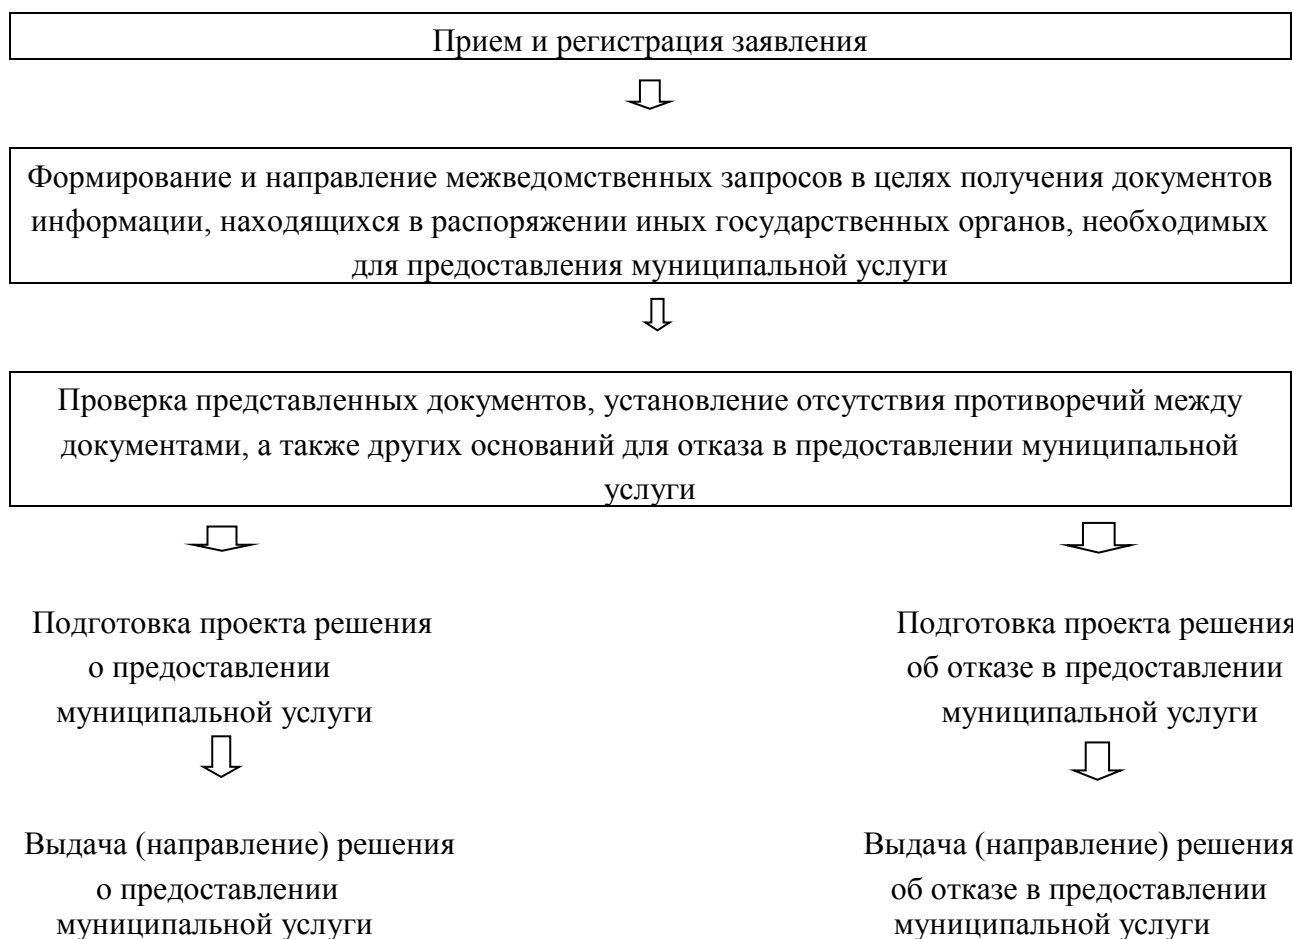 Прием и регистрация заявления
Формирование и направление межведомственных запросов в целях получения документов
информации, находящихся в распоряжении иных государственных органов, необходимых
для предоставления муниципальной услуги
Проверка представленных документов, установление отсутствия противоречий между
документами, а также других оснований для отказа в предоставлении муниципальной
услуги
Подготовка проекта решения
о предоставлении
муниципальной услуги
Подготовка проекта решения
об отказе в предоставлении
муниципальной услуги
Выдача (направление) решения
о предоставлении
муниципальной услуги
Выдача (направление) решения
об отказе в предоставлении
муниципальной услуги